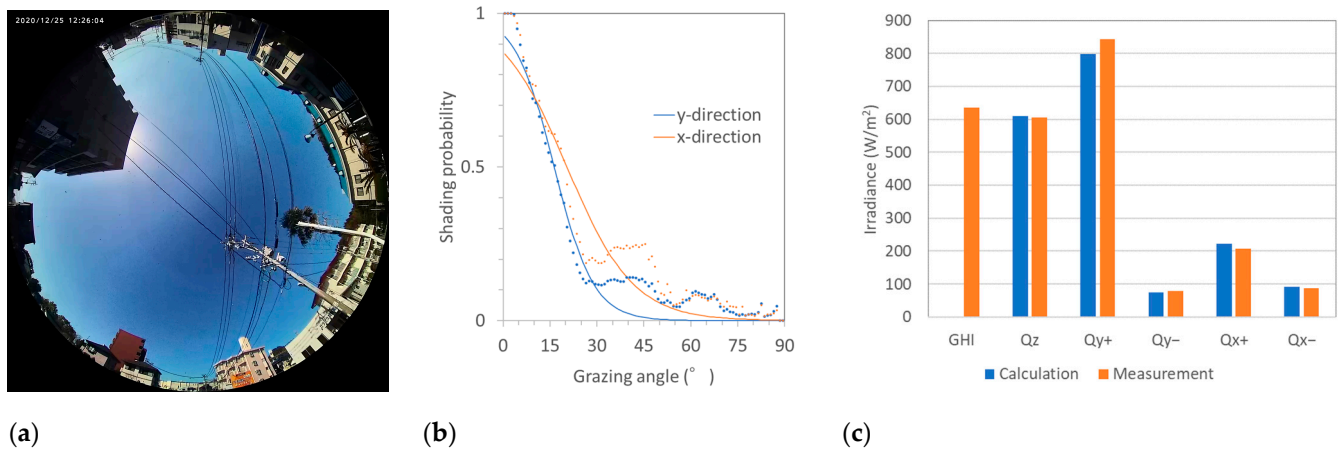 2020/12/25 12:26:04
1
0.5
0
0 15 30 45 60 75 90
Shading probability
Grazing angle (° )
y-direction
x-direction
900
800
700
600
500
400
300
200
100
0
Irradiance (W/m²)
GHI Qz Qy+ Qy− Qx+ Qx−
Calculation Measurement
(a) (b) (c)